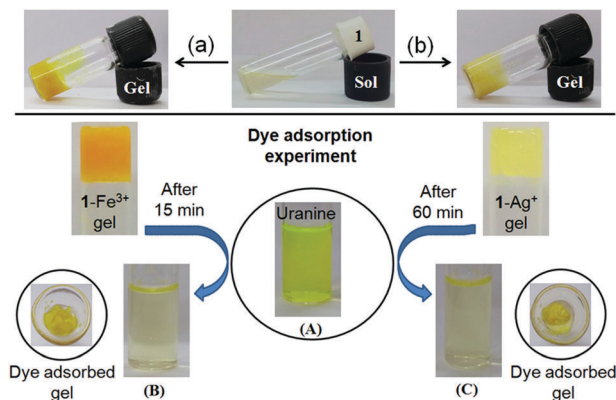 (a)
1
(b)
Gel
Sol
Gel
Dye adsorption
experiment
1-Fe³⁺
gel
After
15 min
Uranine
After
60 min
1-Ag⁺
gel
(A)
Dye adsorbed
gel
(B)
(C)
Dye adsorbed
gel